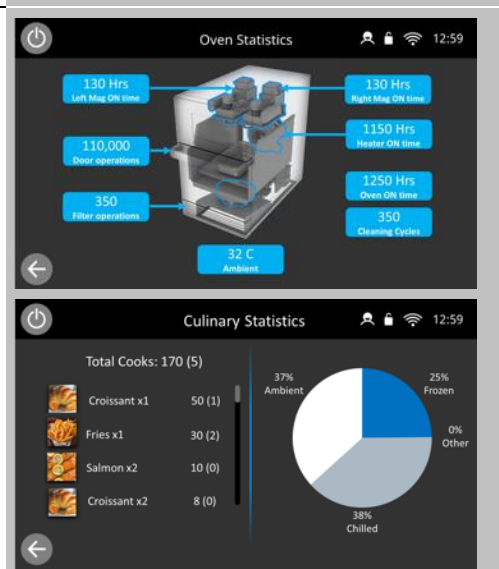 Oven Statistics
12:59
130 Hrs
Left Mag ON time
130 Hrs
Right Mag ON time
1150 Hrs
Heater ON time
110,000
Door operations
1250 Hrs
Oven ON time
350
Filter operations
350
Cleaning Cycles
32 C
Ambient
Culinary Statistics
12:59
Total Cooks: 170 (5)
Croissant x1 50 (1)
Fries x1 30 (2)
Salmon x2 10 (0)
Croissant x2 8 (0)
37%
Ambient
25%
Frozen
0%
Other
38%
Chilled